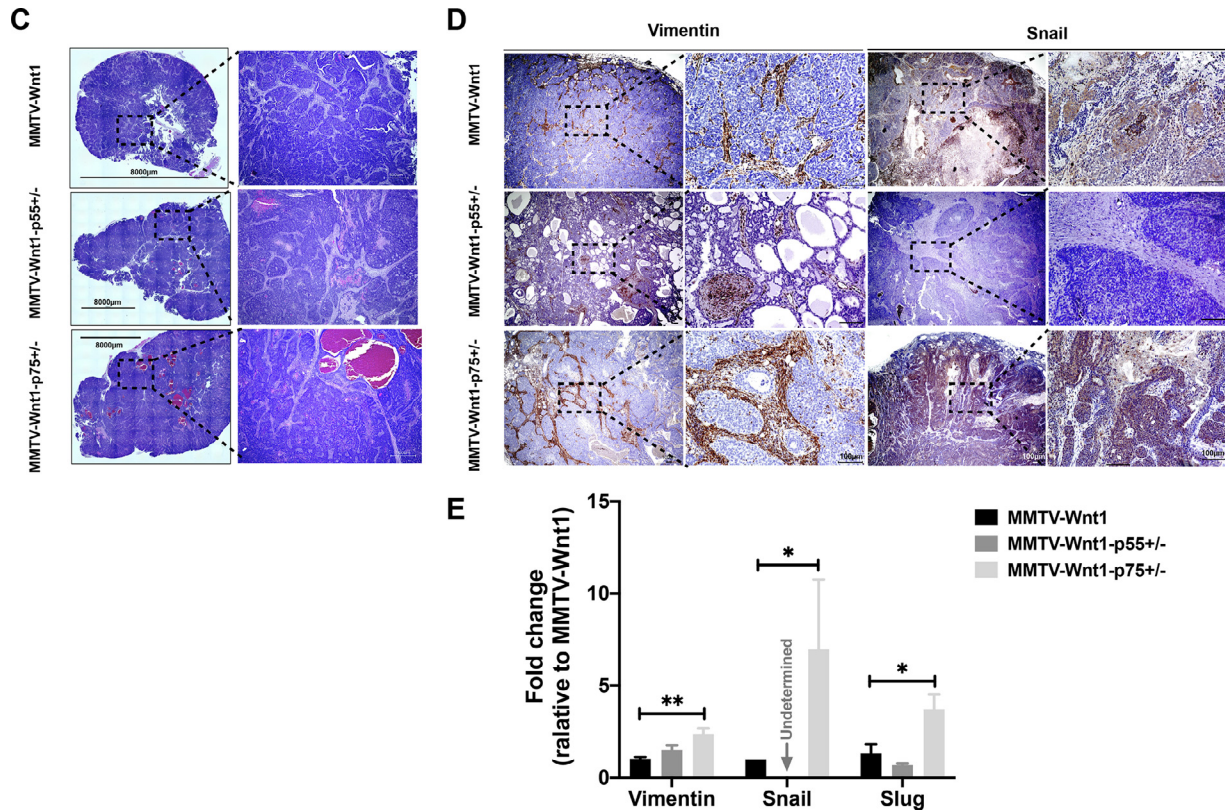 C
MMTV-Wnt1
8000μm
MMTV-Wnt1-p55+/-
8000μm
MMTV-Wnt1-p75+/-
8000μm
D
Vimentin
Snail
MMTV-Wnt1
MMTV-Wnt1-p55+/-
MMTV-Wnt1-p75+/-
100μm
100μm
100μm
E
Fold change
(ralative to MMTV-Wnt1)
15
10
5
0
**
*
*
Undetermined
Vimentin
Snail
Slug
MMTV-Wnt1
MMTV-Wnt1-p55+/-
MMTV-Wnt1-p75+/-